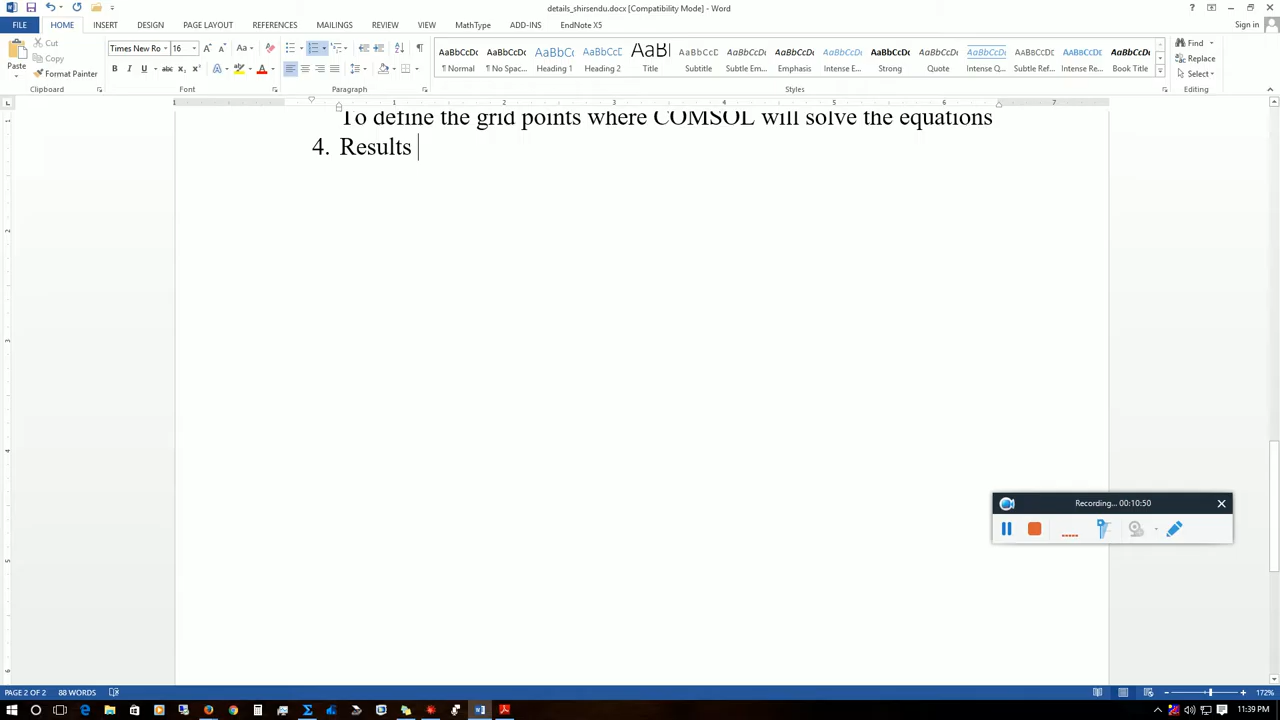 details_shirsendu.docx [Compatibility Mode] - Word
Sign in
FILE HOME INSERT DESIGN PAGE LAYOUT REFERENCES MAILINGS REVIEW VIEW MathType ADD-INS EndNote X5
Paste
Cut
Copy
Format Painter
Clipboard
Times New Ro 16
Font
Paragraph
AaBbCcDc AaBbCcDc AaBbCc AaBbCcE AaBl AaBbCcC AaBbCcDc AaBbCcDc AaBbCcDc AaBbCcDc AaBbCcDc AaBbCcDc AaBbCcDc AaBbCcDc AaBbCcDc
¶ Normal ¶ No Spac... Heading 1 Heading 2 Title Subtitle Subtle Em... Emphasis Intense E... Strong Quote Intense Q... Subtle Ref... Intense Re... Book Title
Styles
Find
Replace
Select
Editing
To define the grid points where COMSOL will solve the equations
4. Results
Recording... 00:10:50
PAGE 2 OF 2 88 WORDS
172%
11:39 PM